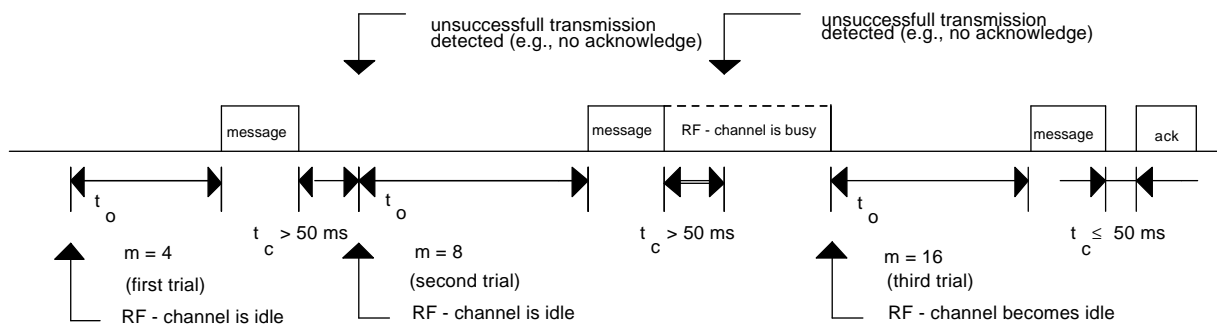 unsuccessfull transmission
detected (e.g., no acknowledge)
unsuccessfull transmission
detected (e.g., no acknowledge)
message
message
RF - channel is busy
message
ack
t o
t c > 50 ms
t o
t c > 50 ms
t o
t c ≤ 50 ms
m = 4
(first trial)
RF - channel is idle
m = 8
(second trial)
RF - channel is idle
m = 16
(third trial)
RF - channel becomes idle